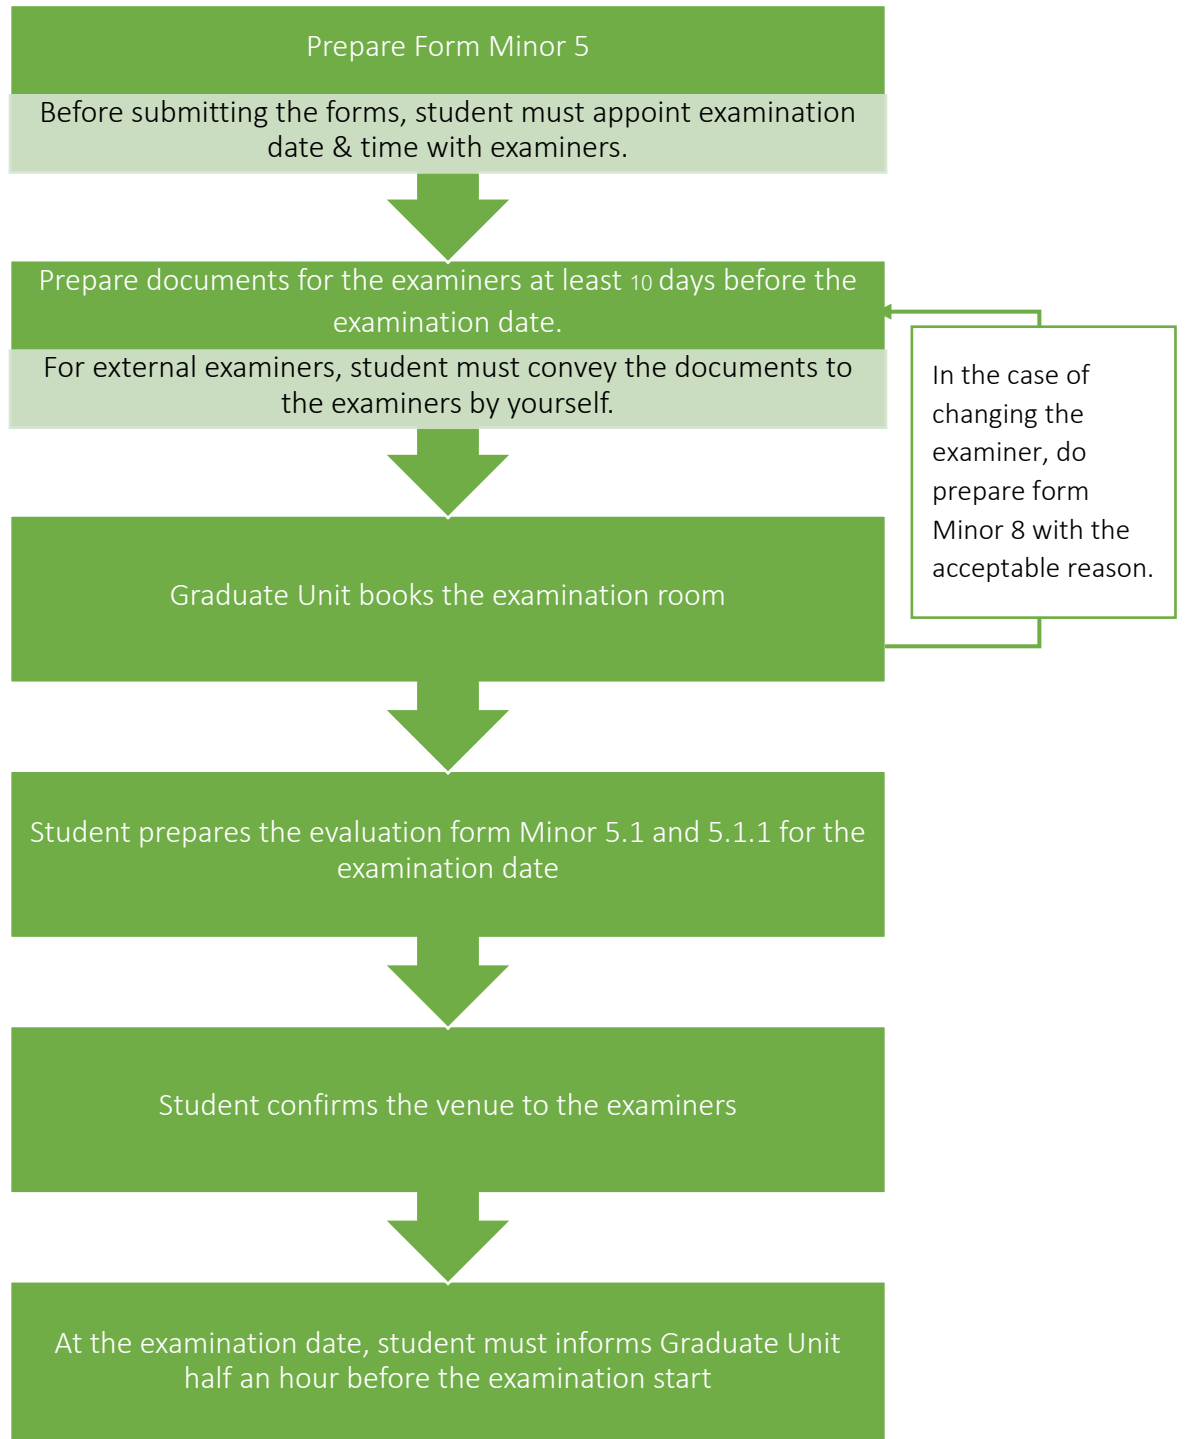 Prepare Form Minor 5
Before submitting the forms, student must appoint examination
date & time with examiners.
Prepare documents for the examiners at least 10 days before the
examination date.
For external examiners, student must convey the documents to
the examiners by yourself.
In the case of
changing the
examiner, do
prepare form
Minor 8 with the
acceptable reason.
Graduate Unit books the examination room
Student prepares the evaluation form Minor 5.1 and 5.1.1 for the
examination date
Student confirms the venue to the examiners
At the examination date, student must informs Graduate Unit
half an hour before the examination start